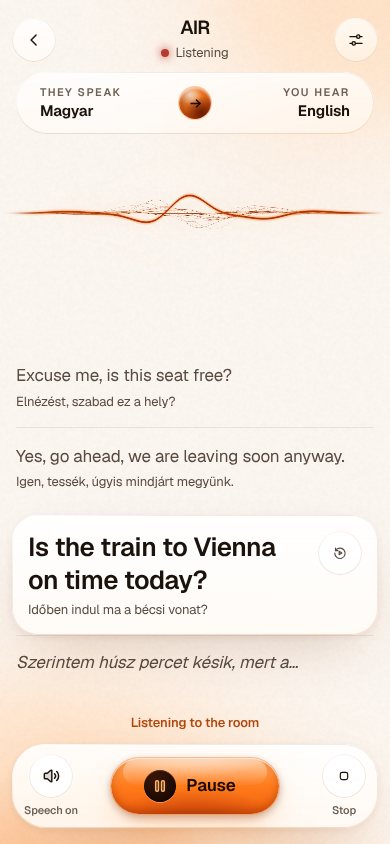 AIR
Listening
THEY SPEAK
Magyar
YOU HEAR
English
Excuse me, is this seat free?
Elnézést, szabad ez a hely?
Yes, go ahead, we are leaving soon anyway.
Igen, tessék, úgyis mindjárt megyünk.
Is the train to Vienna
on time today?
Időben indul ma a bécsi vonat?
Szerintem húsz percet késik, mert a...
Listening to the room
Speech on
Pause
Stop